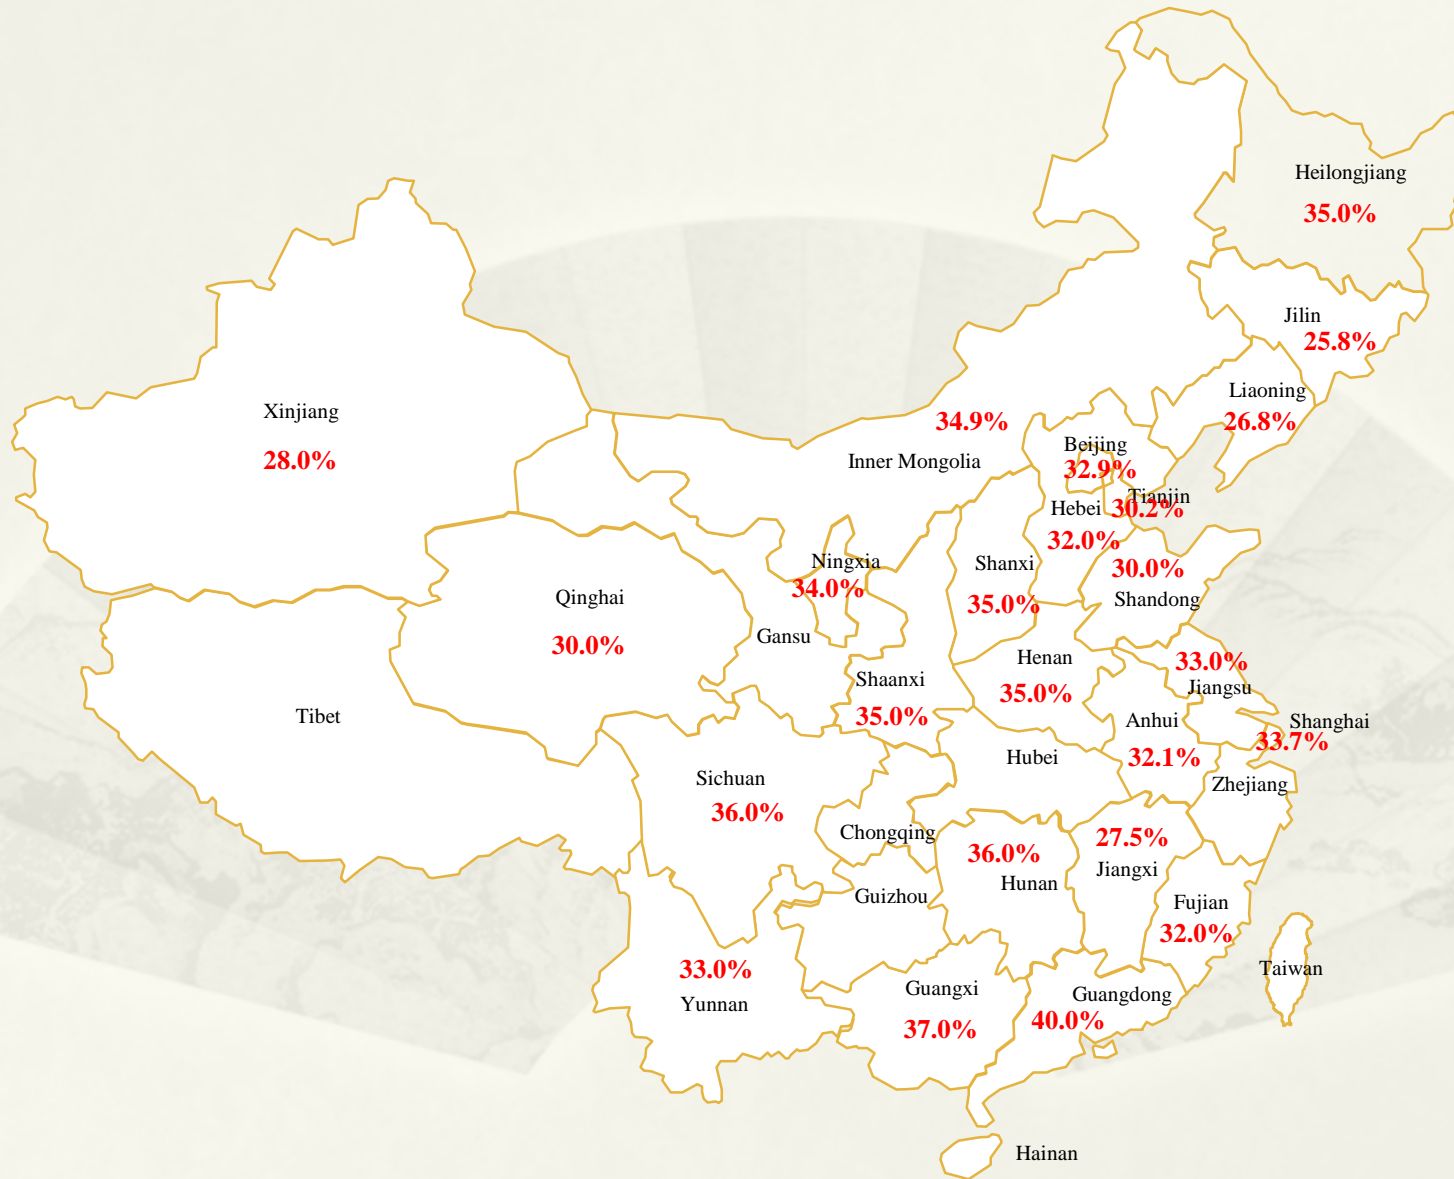 Heilongjiang
35.0%
Jilin
25.8%
Liaoning
26.8%
Xinjiang
28.0%
34.9%
Inner Mongolia
Beijing
32.9%
Tianjin
30.2%
Hebei
32.0%
Ningxia
34.0%
Shanxi
35.0%
30.0%
Shandong
Qinghai
30.0%
Gansu
Shaanxi
35.0%
Henan
35.0%
33.0%
Jiangsu
Anhui
32.1%
Shanghai
33.7%
Tibet
Sichuan
36.0%
Hubei
Zhejiang
Chongqing
36.0%
Hunan
27.5%
Jiangxi
Guizhou
Fujian
32.0%
33.0%
Yunnan
Guangxi
37.0%
Guangdong
40.0%
Taiwan
Hainan